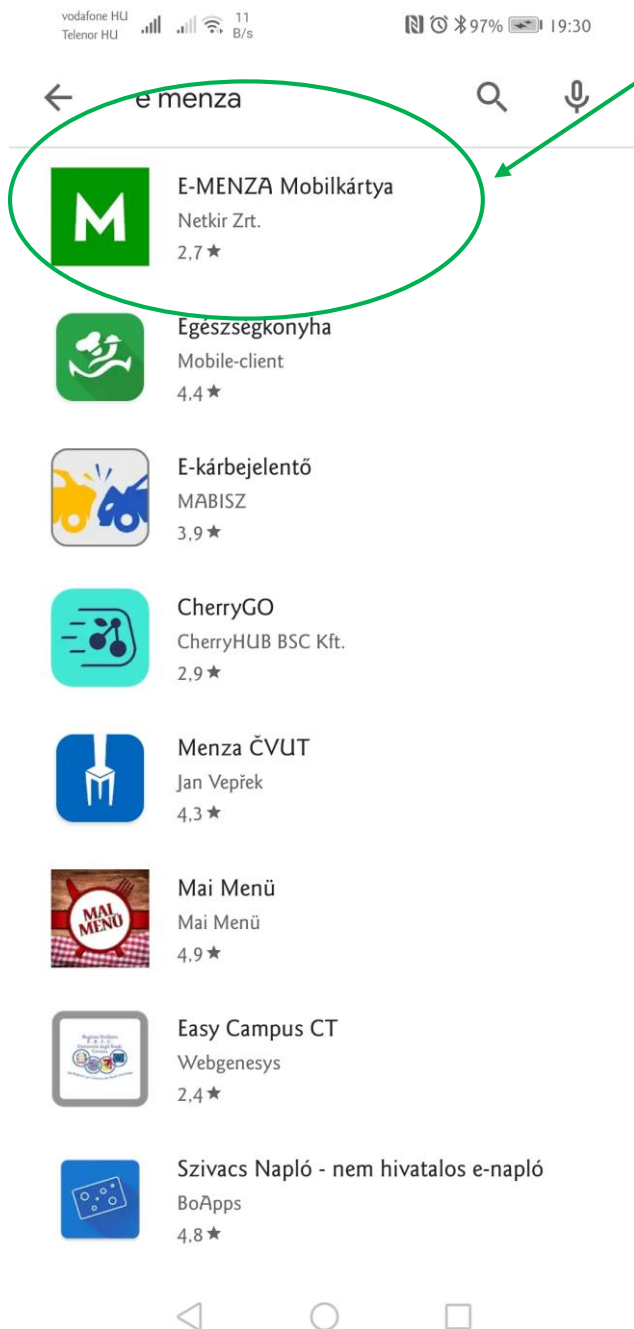 vodafone HU
Telenor HU
11
B/s
97%
19:30
e menza
M
E-MENZA Mobilkártya
Netkir Zrt.
2,7 ★
Egészségkonyha
Mobile-client
4,4 ★
E-kárbejelentő
MABISZ
3,9 ★
CherryGO
CherryHUB BSC Kft.
2,9 ★
Menza ČVUT
Jan Vepřek
4,3 ★
MAI
MENÜ
Mai Menü
Mai Menü
4,9 ★
Easy Campus CT
Webgenesys
2,4 ★
Szivacs Napló - nem hivatalos e-napló
BoApps
4,8 ★